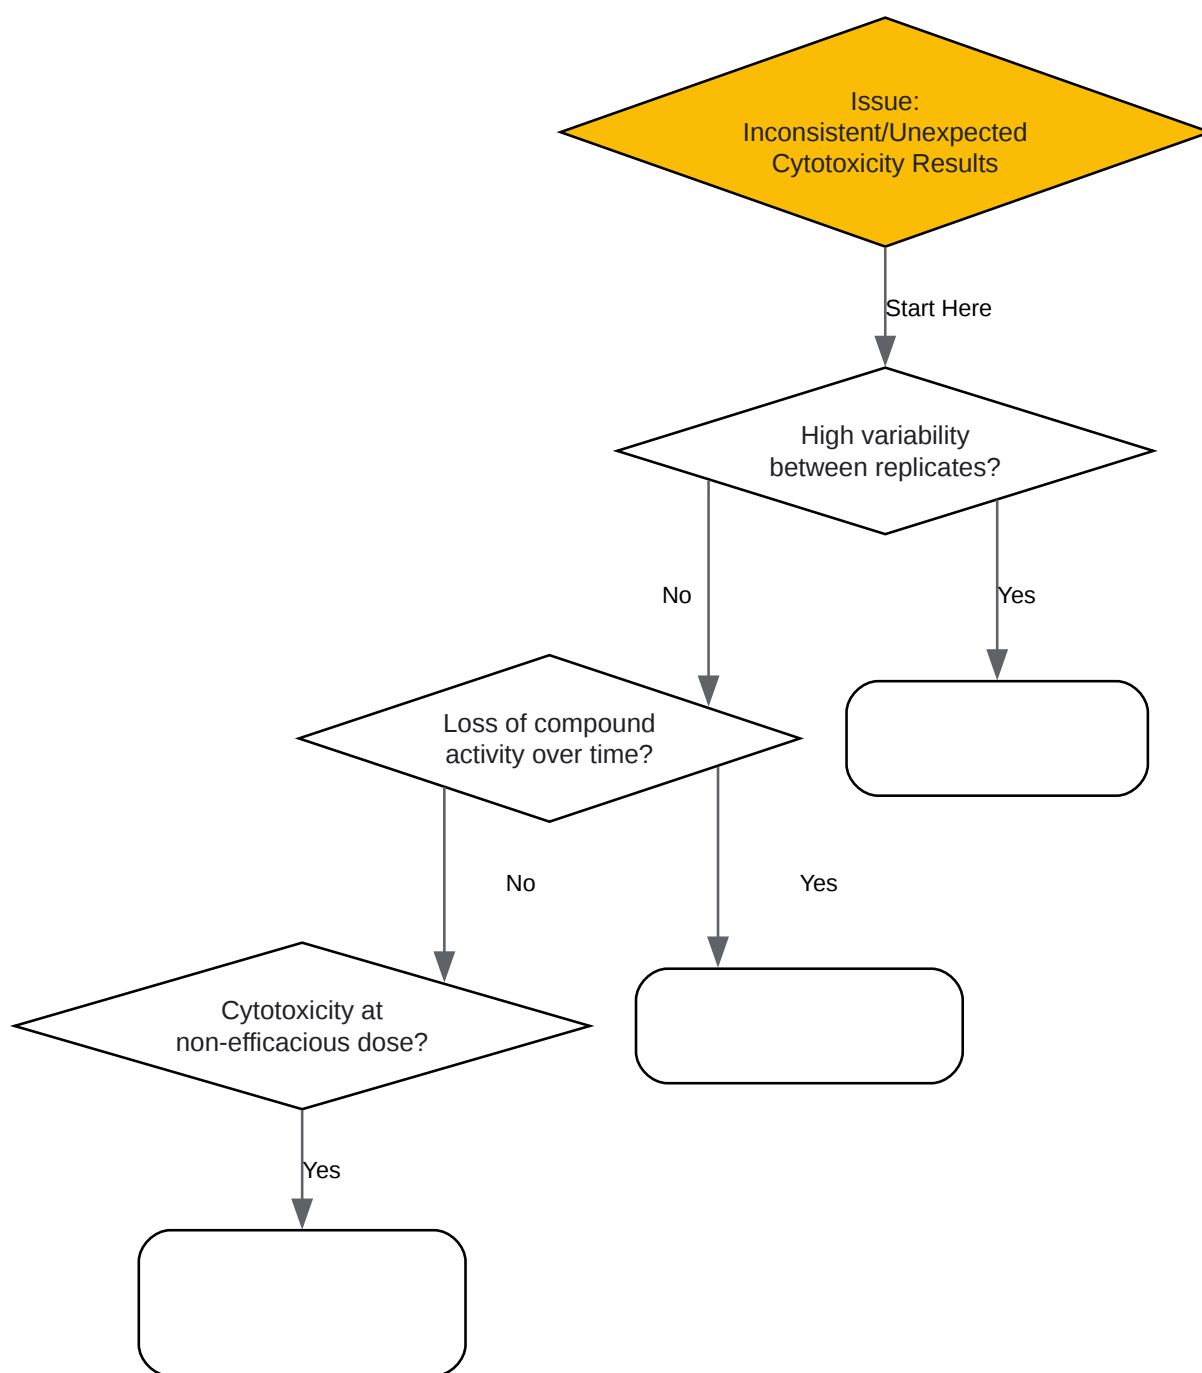 Issue:
Inconsistent/Unexpected
Cytotoxicity Results
Start Here
High variability
between replicates?
No
Yes
Loss of compound
activity over time?
No
Yes
Cytotoxicity at
non-efficacious dose?
Yes